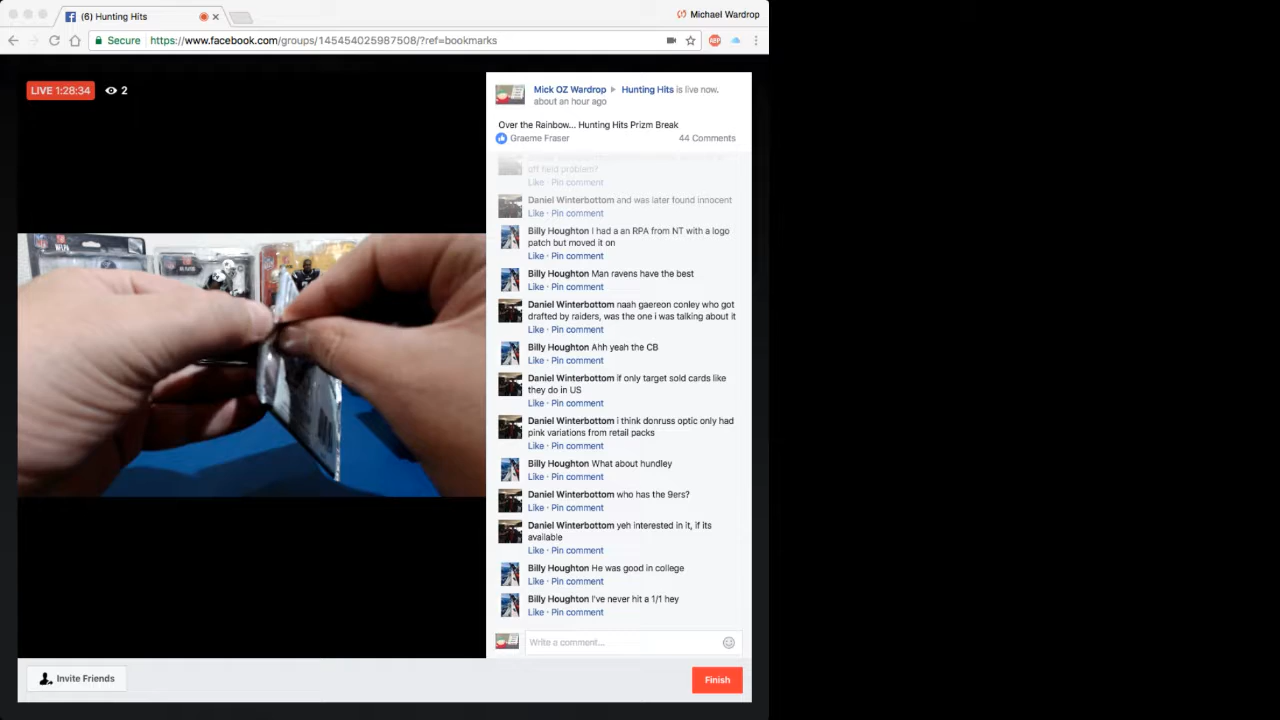 (6) Hunting Hits
Michael Wardrop
Secure https://www.facebook.com/groups/145454025987508/?ref=bookmarks
ABP
LIVE 1:28:34
2
Mick OZ Wardrop Hunting Hits is live now.
about an hour ago
Over the Rainbow... Hunting Hits Prizm Break
Graeme Fraser 44 Comments
off field problem?
Like · Pin comment
Daniel Winterbottom and was later found innocent
Like · Pin comment
Billy Houghton I had a an RPA from NT with a logo
patch but moved it on
Like · Pin comment
Billy Houghton Man ravens have the best
Like · Pin comment
Daniel Winterbottom naah gaereon conley who got
drafted by raiders, was the one i was talking about it
Like · Pin comment
Billy Houghton Ahh yeah the CB
Like · Pin comment
Daniel Winterbottom if only target sold cards like
they do in US
Like · Pin comment
Daniel Winterbottom i think donruss optic only had
pink variations from retail packs
Like · Pin comment
Billy Houghton What about hundley
Like · Pin comment
Daniel Winterbottom who has the 9ers?
Like · Pin comment
Daniel Winterbottom yeh interested in it, if its
available
Like · Pin comment
Billy Houghton He was good in college
Like · Pin comment
Billy Houghton I've never hit a 1/1 hey
Like · Pin comment
Write a comment...
Invite Friends
Finish